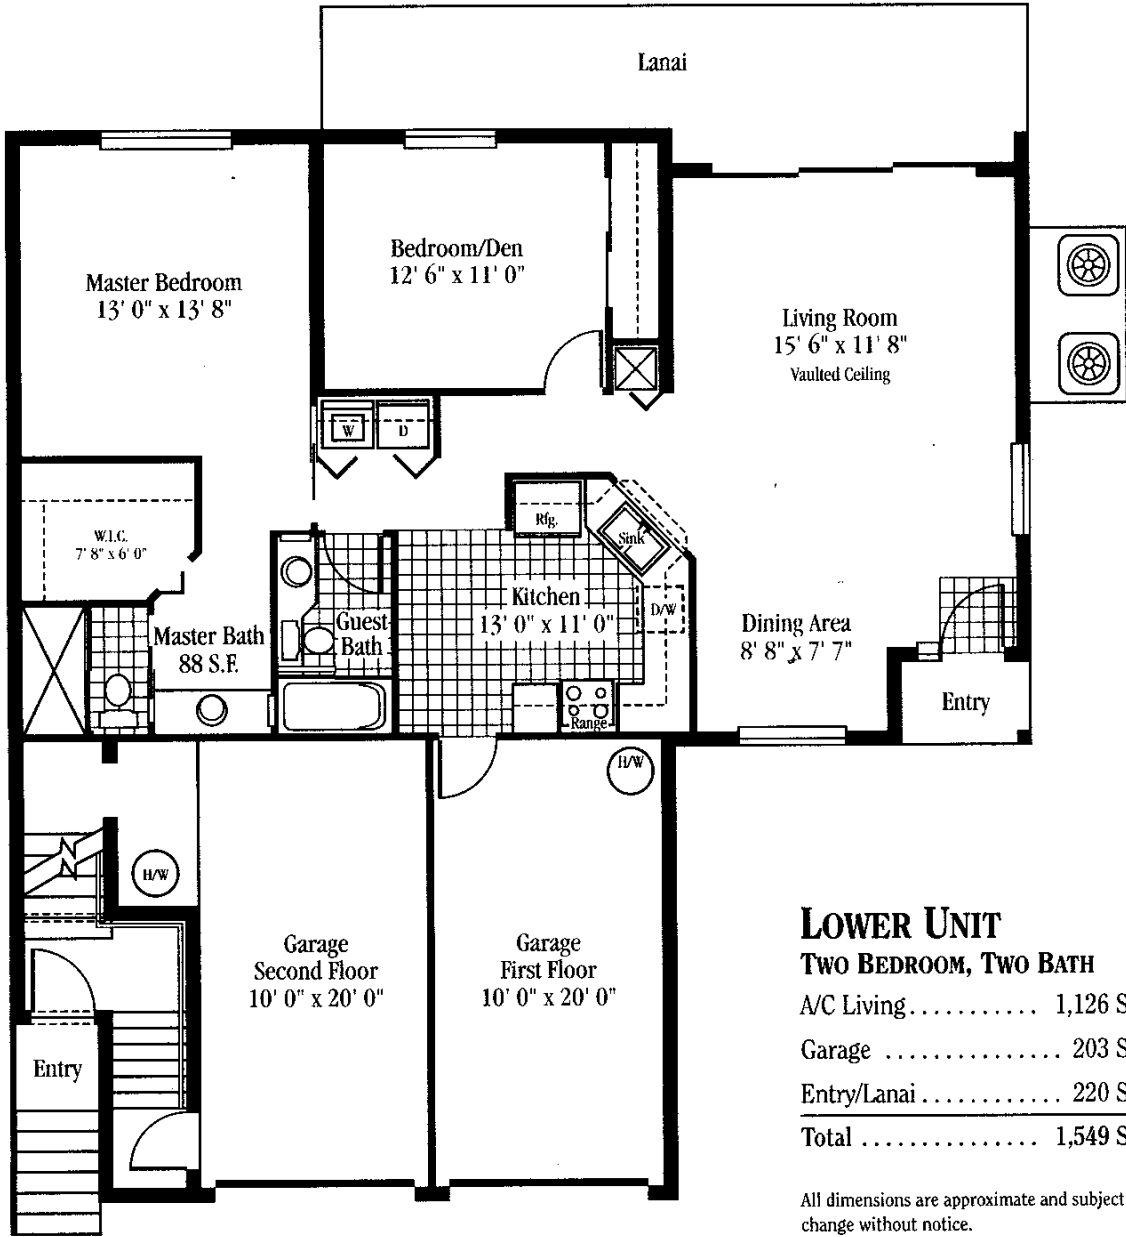 Lanai
Master Bedroom
13' 0" x 13' 8"
Bedroom/Den
12' 6" x 11' 0"
Living Room
15' 6" x 11' 8"
Vaulted Ceiling
W
D
W.I.C.
7' 8" x 6' 0"
Rfg.
Sink
Kitchen
13' 0" x 11' 0"
D/W
Master Bath
88 S.F.
Guest
Bath
Dining Area
8' 8" x 7' 7"
Range
Entry
H/W
H/W
Garage
Second Floor
10' 0" x 20' 0"
Garage
First Floor
10' 0" x 20' 0"
Entry
LOWER UNIT
TWO BEDROOM, TWO BATH
A/C Living........... 1,126 S
Garage ............... 203 S
Entry/Lanai............ 220 S
Total ............... 1,549 S
All dimensions are approximate and subject
change without notice.